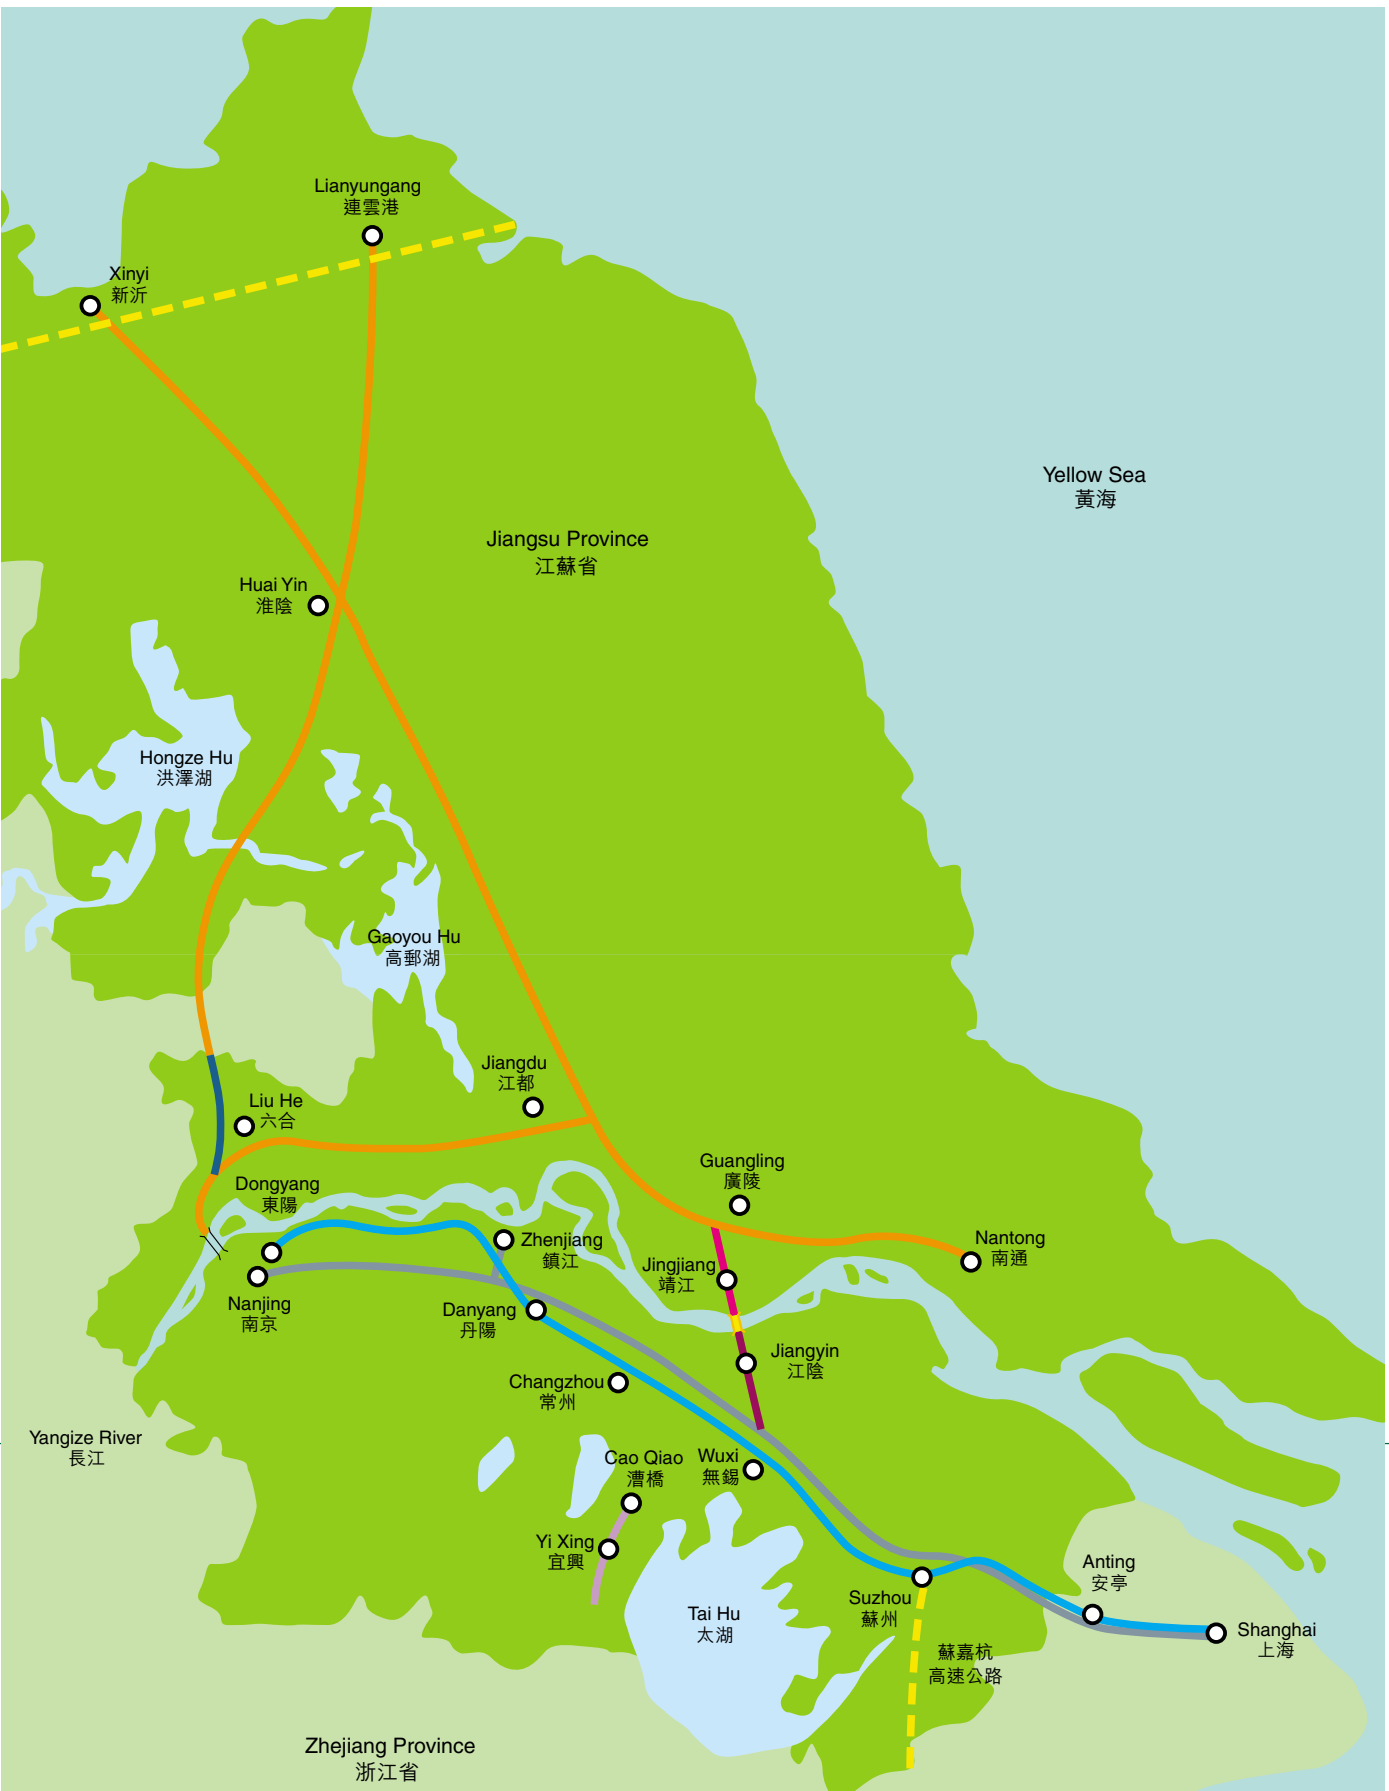 Lianyungang
連雲港
Xinyi
新沂
Yellow Sea
黃海
Jiangsu Province
江蘇省
Huai Yin
淮陰
Hongze Hu
洪澤湖
Gaoyou Hu
高郵湖
Jiangdu
江都
Liu He
六合
Guangling
廣陵
Dongyang
東陽
Zhenjiang
鎮江
Nantong
南通
Jingjiang
靖江
Nanjing
南京
Danyang
丹陽
Jiangyin
江陰
Changzhou
常州
Yangize River
長江
Cao Qiao
漕橋
Wuxi
無錫
Yi Xing
宜興
Anting
安亭
Suzhou
蘇州
Tai Hu
太湖
Shanghai
上海
蘇嘉杭
高速公路
Zhejiang Province
浙江省